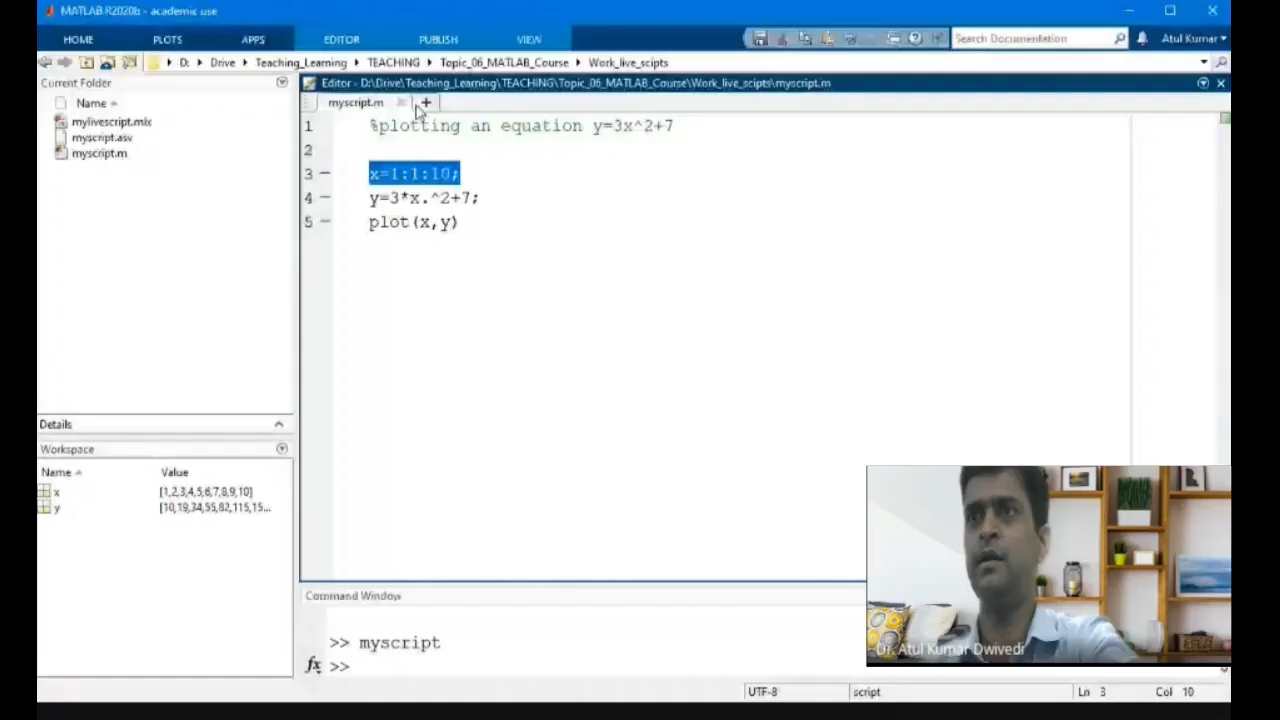 MATLAB R2020b - academic use
HOME PLOTS APPS EDITOR PUBLISH VIEW
Search Documentation
Atul Kumar
D: Drive Teaching_Learning TEACHING Topic_06_MATLAB_Course Work_live_scipts
Current Folder
Editor - D:\Drive\Teaching_Learning\TEACHING\Topic_06_MATLAB_Course\Work_live_scipts\myscript.m
Name
mylivescript.mlx
myscript.asv
myscript.m
myscript.m
1 %plotting an equation y=3x^2+7
2
3 x=1:1:10;
4 y=3*x.^2+7;
5 plot(x,y)
Details
Workspace
Name Value
x [1,2,3,4,5,6,7,8,9,10]
y [10,19,34,55,82,115,15...
Command Window
>> myscript
fx >>
Dr. Atul Kumar Dwivedi
UTF-8 script Ln 3 Col 10